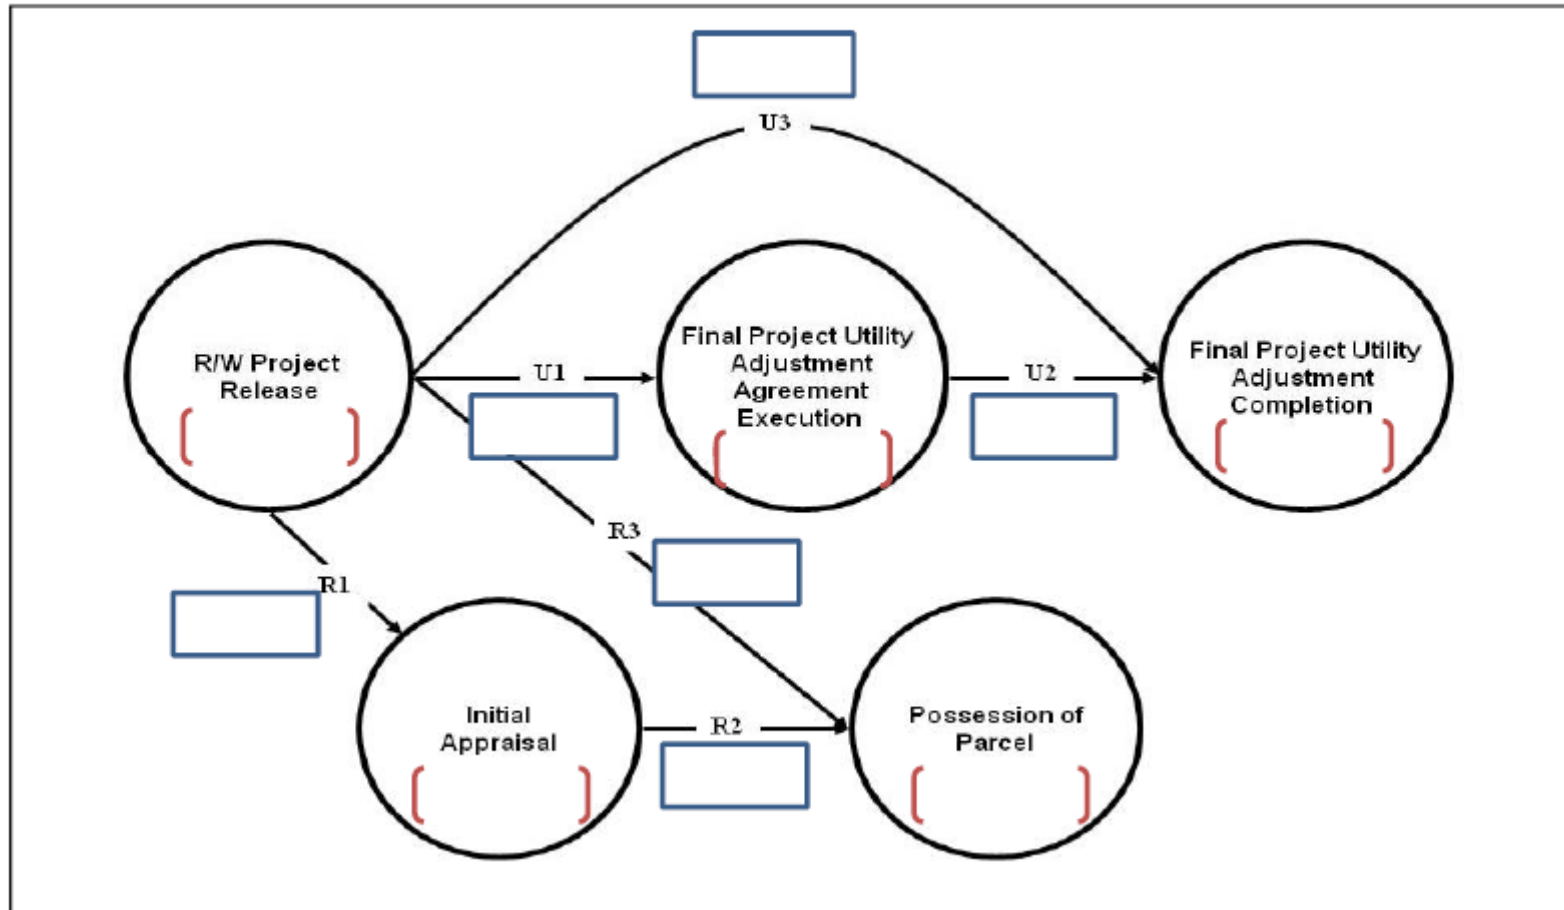 U3
R/W Project
Release
U1
Final Project Utility
Adjustment
Agreement
Execution
U2
Final Project Utility
Adjustment
Completion
R3
R1
Initial
Appraisal
R2
Possession of
Parcel